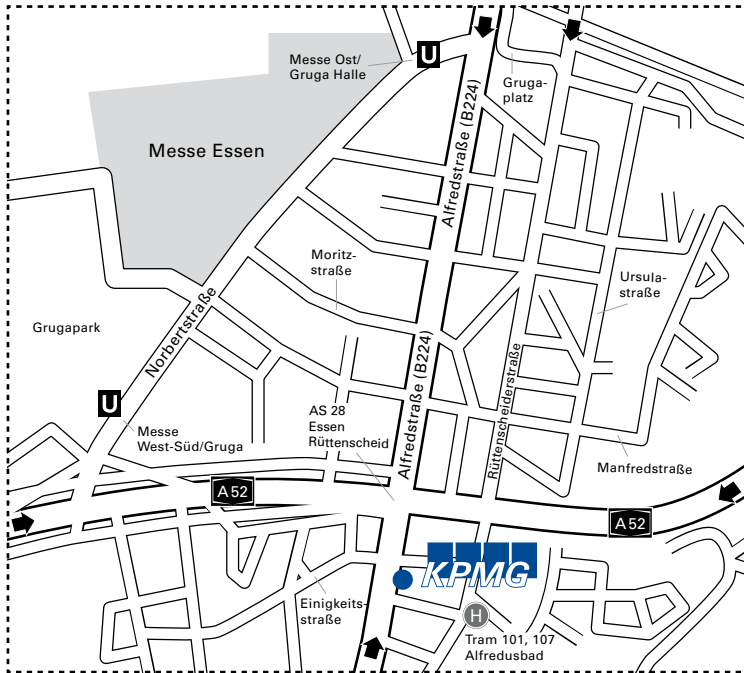 Messe Ost/
Gruga Halle
U
Gruga-
platz
Messe Essen
Alfredstraße (B224)
Moritz-
straße
Ursula-
straße
Norbertstraße
Grugapark
Alfredstraße (B224)
Rüttenscheiderstraße
U
AS 28
Essen
Rüttenscheid
Messe
West-Süd/Gruga
Manfredstraße
A 52
A 52
KPMG
Einigkeits-
straße
H
Tram 101, 107
Alfredusbad